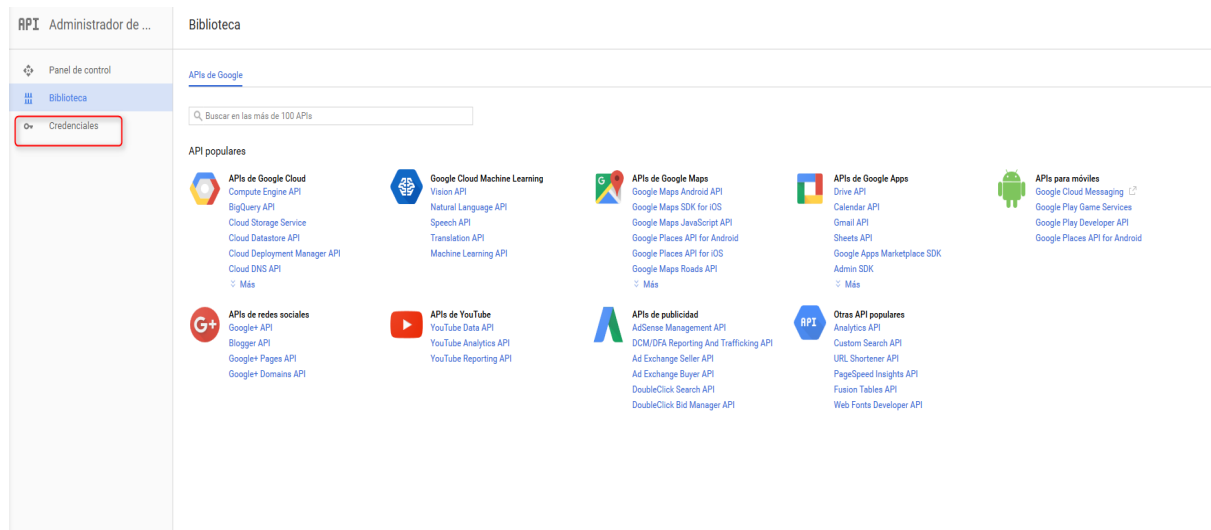 API Administrador de ...
Biblioteca
Panel de control
Biblioteca
Credenciales
APIs de Google
Buscar en las más de 100 APIs
API populares
APIs de Google Cloud
Compute Engine API
BigQuery API
Cloud Storage Service
Cloud Datastore API
Cloud Deployment Manager API
Cloud DNS API
Más
Google Cloud Machine Learning
Vision API
Natural Language API
Speech API
Translation API
Machine Learning API
G
APIs de Google Maps
Google Maps Android API
Google Maps SDK for iOS
Google Maps JavaScript API
Google Places API for Android
Google Places API for iOS
Google Maps Roads API
Más
APIs de Google Apps
Drive API
Calendar API
Gmail API
Sheets API
Google Apps Marketplace SDK
Admin SDK
Más
APIs para móviles
Google Cloud Messaging
Google Play Game Services
Google Play Developer API
Google Places API for Android
G+
APIs de redes sociales
Google+ API
Blogger API
Google+ Pages API
Google+ Domains API
APIs de YouTube
YouTube Data API
YouTube Analytics API
YouTube Reporting API
APIs de publicidad
AdSense Management API
DCM/DFA Reporting And Trafficking API
Ad Exchange Seller API
Ad Exchange Buyer API
DoubleClick Search API
DoubleClick Bid Manager API
API
Otras API populares
Analytics API
Custom Search API
URL Shortener API
PageSpeed Insights API
Fusion Tables API
Web Fonts Developer API